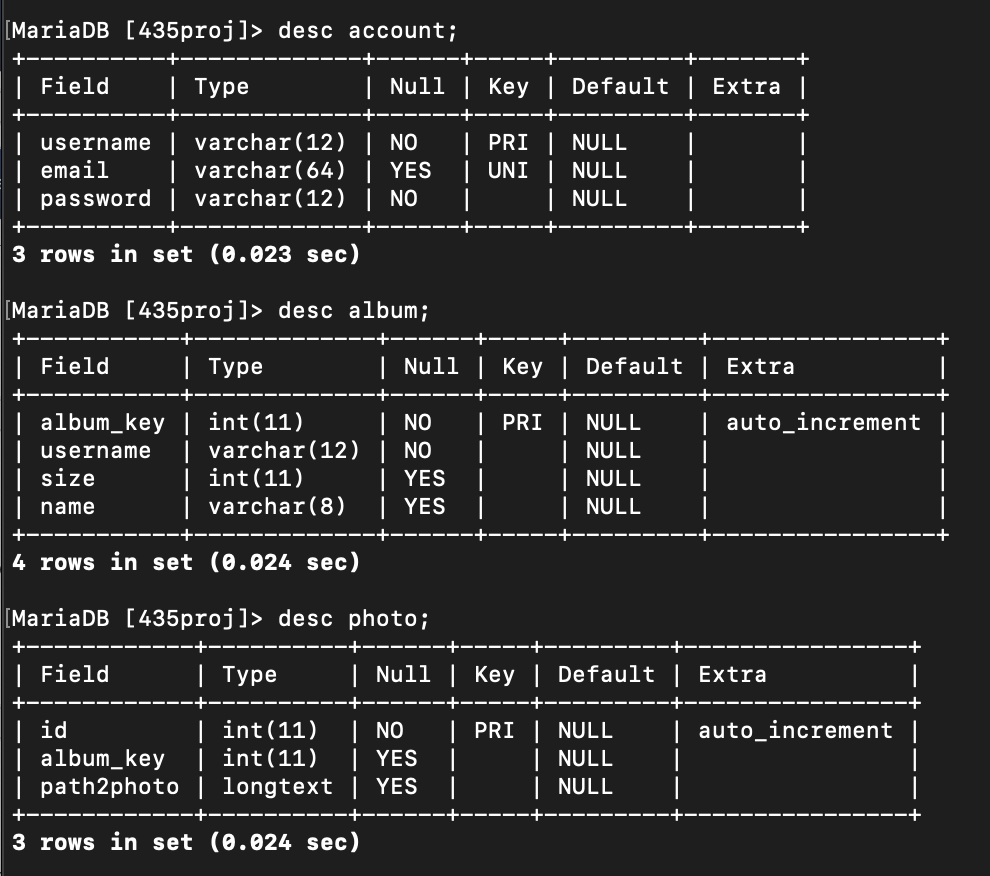 [MariaDB [435proj]> desc account;
+----------+-------------+------+-----+---------+-------+
| Field    | Type        | Null | Key | Default | Extra |
+----------+-------------+------+-----+---------+-------+
| username | varchar(12) | NO   | PRI | NULL    |       |
| email    | varchar(64) | YES  | UNI | NULL    |       |
| password | varchar(12) | NO   |     | NULL    |       |
+----------+-------------+------+-----+---------+-------+
3 rows in set (0.023 sec)

[MariaDB [435proj]> desc album;
+-----------+-------------+------+-----+---------+----------------+
| Field     | Type        | Null | Key | Default | Extra          |
+-----------+-------------+------+-----+---------+----------------+
| album_key | int(11)     | NO   | PRI | NULL    | auto_increment |
| username  | varchar(12) | NO   |     | NULL    |                |
| size      | int(11)     | YES  |     | NULL    |                |
| name      | varchar(8)  | YES  |     | NULL    |                |
+-----------+-------------+------+-----+---------+----------------+
4 rows in set (0.024 sec)

[MariaDB [435proj]> desc photo;
+------------+----------+------+-----+---------+----------------+
| Field      | Type     | Null | Key | Default | Extra          |
+------------+----------+------+-----+---------+----------------+
| id         | int(11)  | NO   | PRI | NULL    | auto_increment |
| album_key  | int(11)  | YES  |     | NULL    |                |
| path2photo | longtext | YES  |     | NULL    |                |
+------------+----------+------+-----+---------+----------------+
3 rows in set (0.024 sec)